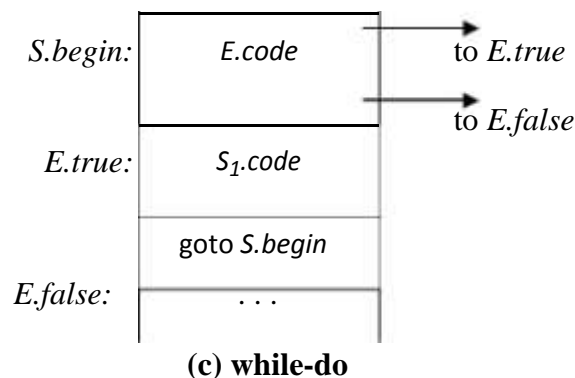 S.begin: E.code to E.true
to E.false
E.true: S₁.code
goto S.begin
E.false: . . .
(c) while-do